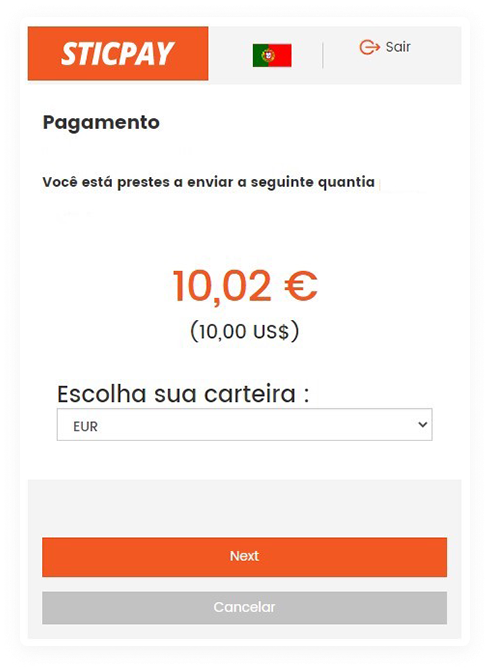 STICPAY
Sair
Pagamento
Você está prestes a enviar a seguinte quantia
10,02 €
(10,00 US$)
Escolha sua carteira :
EUR
Next
Cancelar